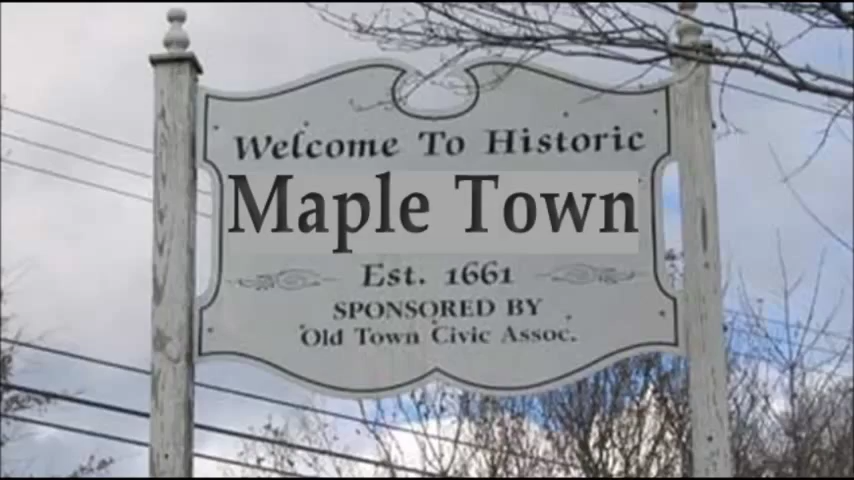 Welcome To Historic
Maple Town
Est. 1661
SPONSORED BY
Old Town Civic Assoc.